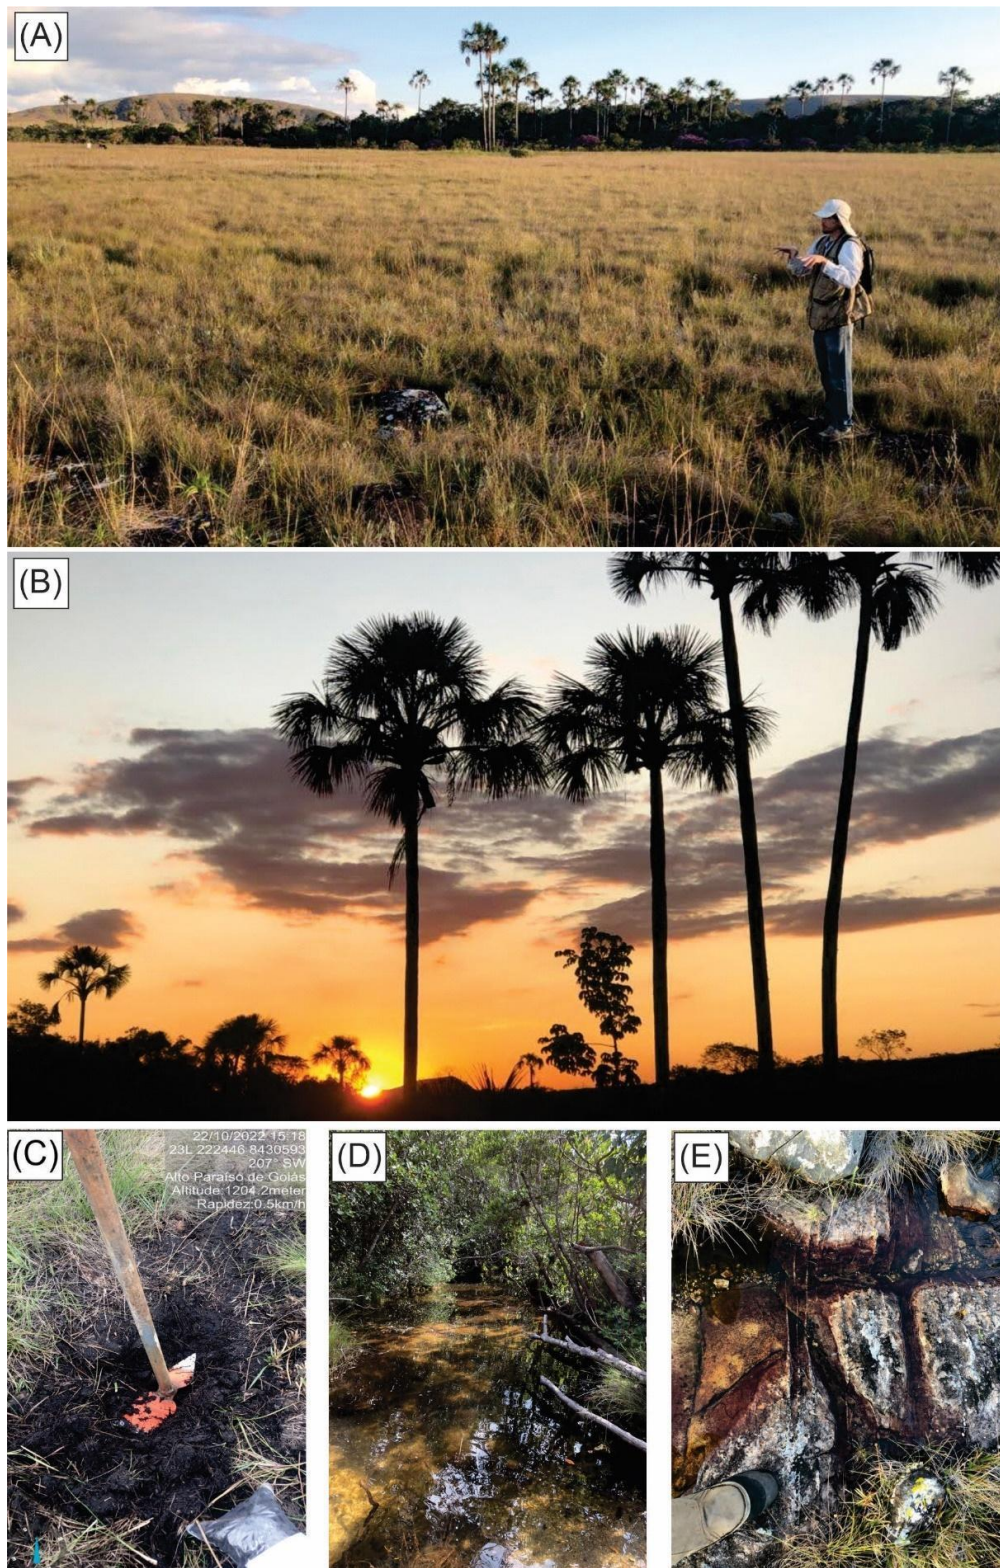 (A)
(B)
(C)
22/10/2022 15:18
23L 222446 8430593
207° SW
Alto Paraíso de Goiás
Altitude:1204.2meter
Rapidez:0.5km/h
(D)
(E)